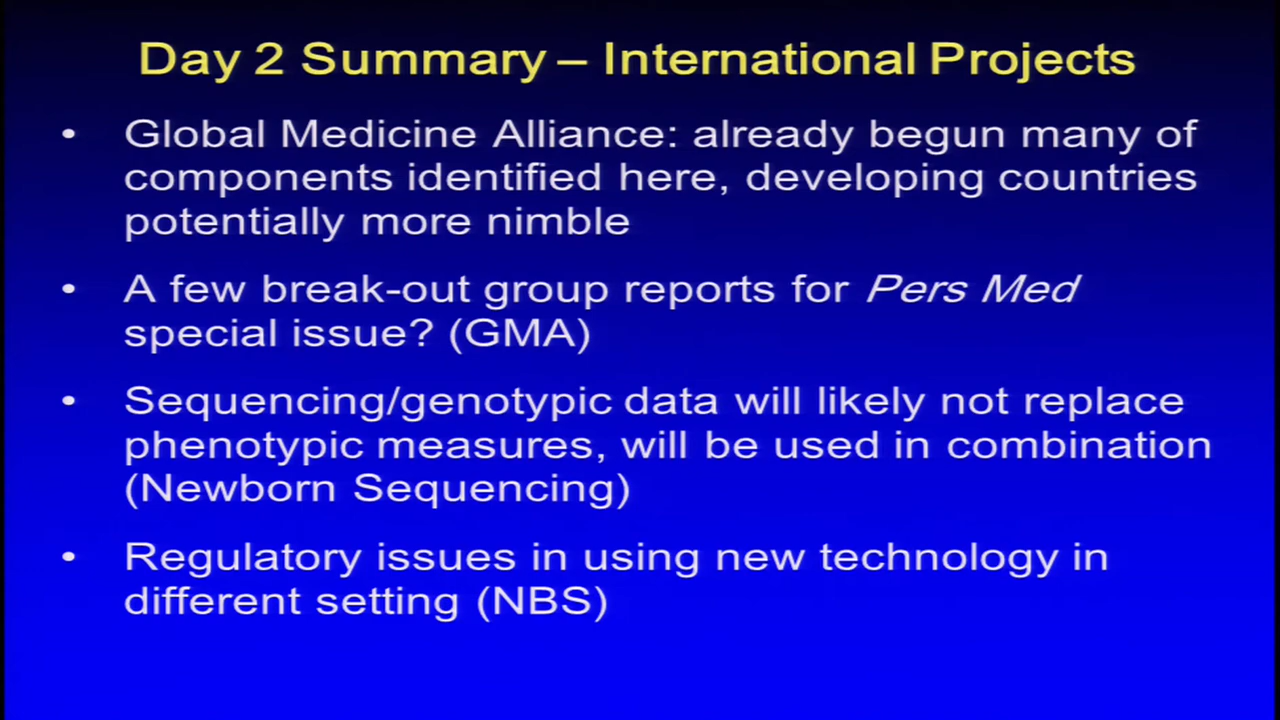 Day 2 Summary – International Projects
• Global Medicine Alliance: already begun many of
components identified here, developing countries
potentially more nimble
• A few break-out group reports for Pers Med
special issue? (GMA)
• Sequencing/genotypic data will likely not replace
phenotypic measures, will be used in combination
(Newborn Sequencing)
• Regulatory issues in using new technology in
different setting (NBS)